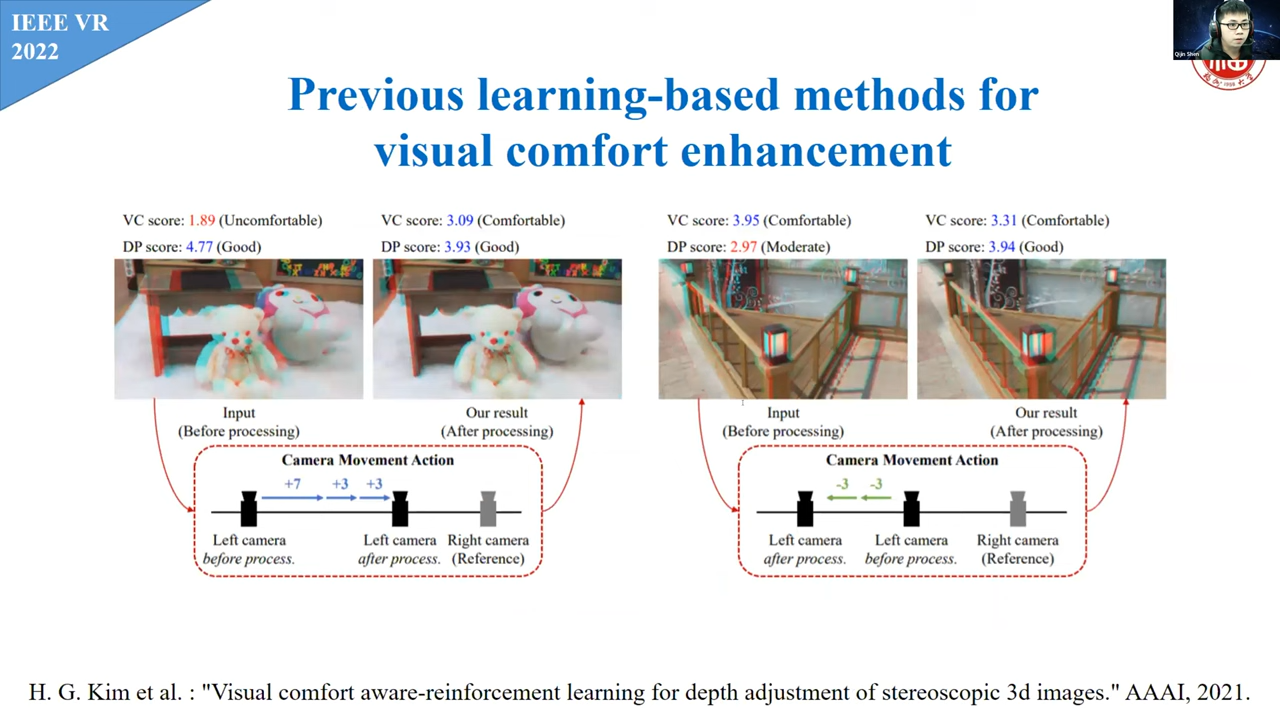 IEEE VR
2022
Qijin Shen
Previous learning-based methods for
visual comfort enhancement
VC score: 1.89 (Uncomfortable)
DP score: 4.77 (Good)
VC score: 3.09 (Comfortable)
DP score: 3.93 (Good)
VC score: 3.95 (Comfortable)
DP score: 2.97 (Moderate)
VC score: 3.31 (Comfortable)
DP score: 3.94 (Good)
Input
(Before processing)
Our result
(After processing)
Input
(Before processing)
Our result
(After processing)
Camera Movement Action
+7 +3 +3
Left camera
before process.
Left camera
after process.
Right camera
(Reference)
Camera Movement Action
-3 -3
Left camera
after process.
Left camera
before process.
Right camera
(Reference)
H. G. Kim et al. : "Visual comfort aware-reinforcement learning for depth adjustment of stereoscopic 3d images." AAAI, 2021.